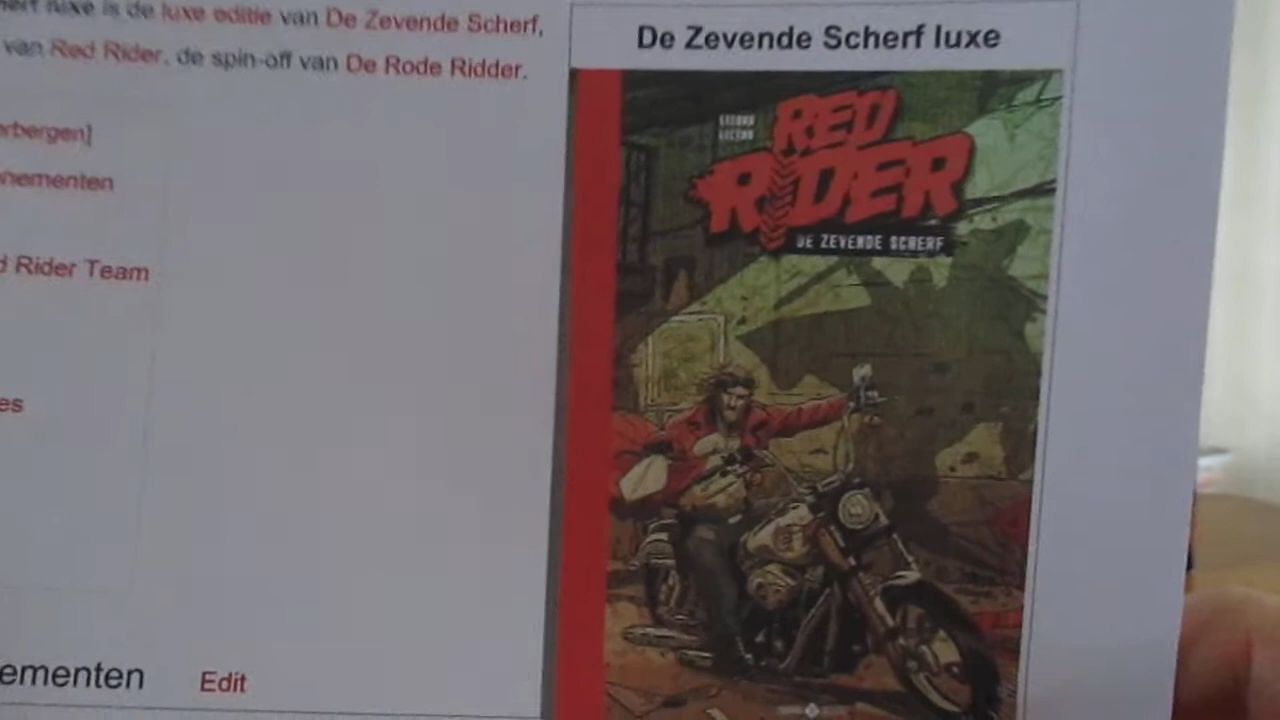 luxe is de luxe editie van De Zevende Scherf,
van Red Rider, de spin-off van De Rode Ridder.
rbergen]
nementen
d Rider Team
es
ementen Edit
De Zevende Scherf luxe
RED
RIDER
DE ZEVENDE SCHERF